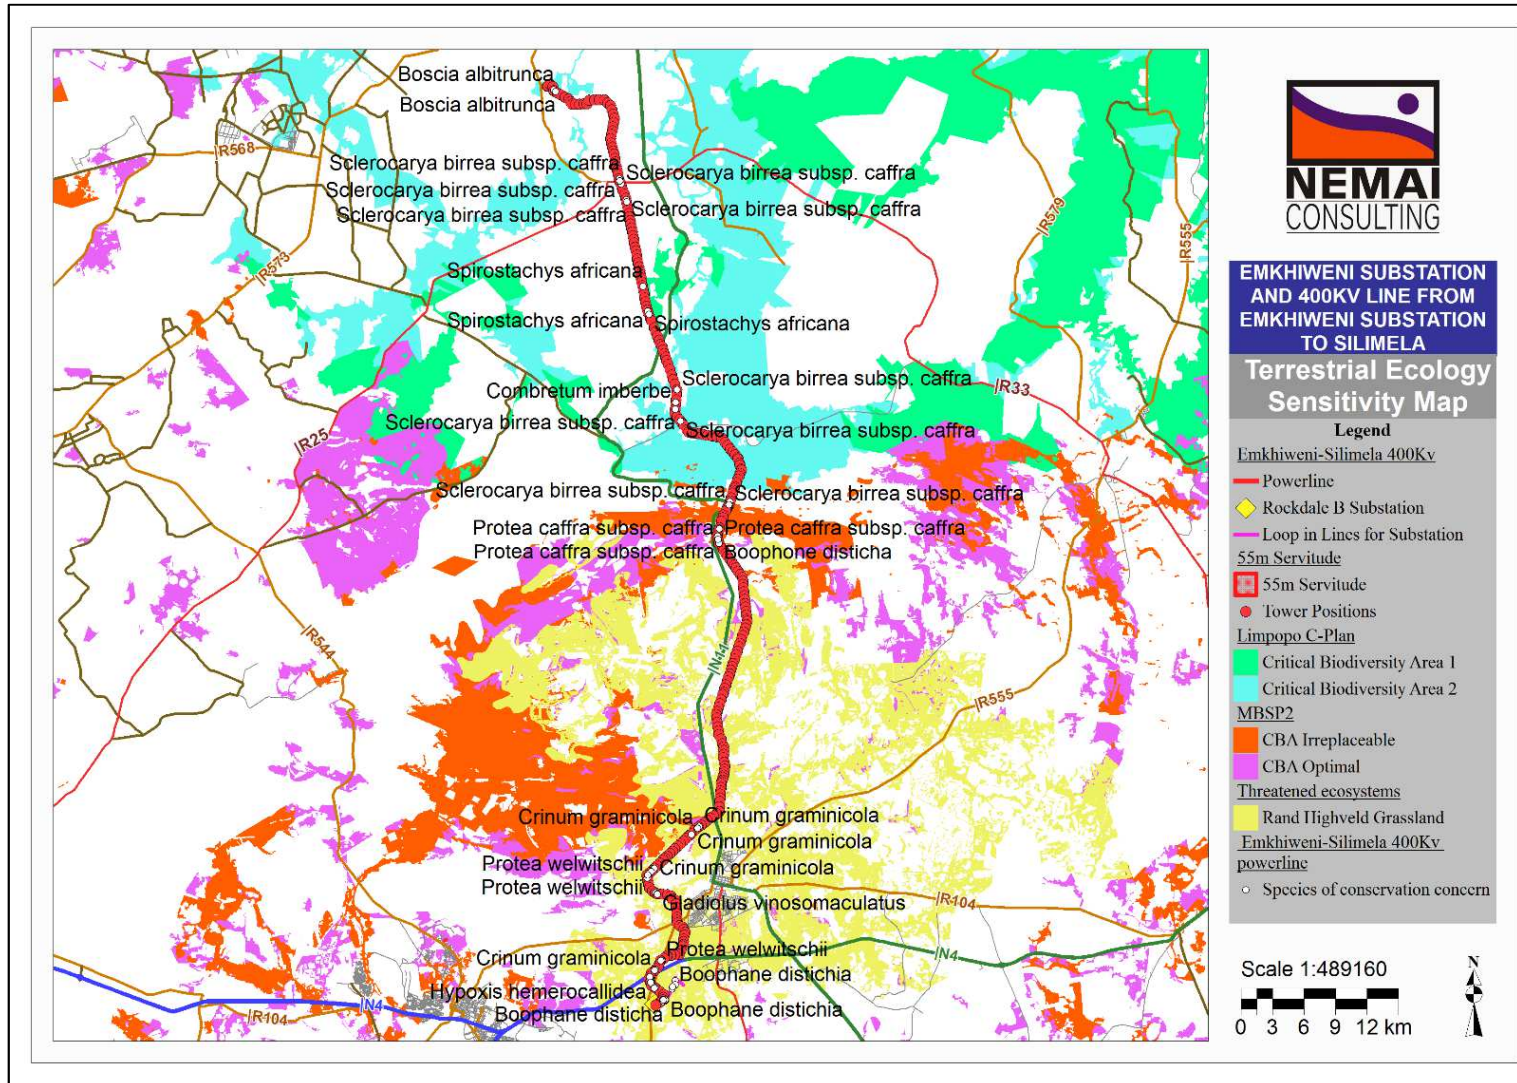 Boscia albitrunca
Boscia albitrunca
R568
Sclerocarya birrea subsp. caffra
Sclerocarya birrea subsp. caffra
Sclerocarya birrea subsp. caffra
Sclerocarya birrea subsp. caffra
Sclerocarya birrea subsp. caffra
R579
R555
R573
Spirostachys africana
Spirostachys africana
Spirostachys africana
Sclerocarya birrea subsp. caffra
Combretum imberbe
R33
Sclerocarya birrea subsp. caffra
Sclerocarya birrea subsp. caffra
R25
Sclerocarya birrea subsp. caffra
Sclerocarya birrea subsp. caffra
Protea caffra subsp. caffra
Protea caffra subsp. caffra
Protea caffra subsp. caffra
Boophone disticha
R544
N11
R555
Crinum graminicola
Crinum graminicola
Crinum graminicola
Protea welwitschii
Crinum graminicola
Protea welwitschii
Gladiolus vinosomaculatus
R104
Protea welwitschii
Crinum graminicola
N4
Boophane distichia
Hypoxis hemerocallidea
N4
R104
Boophane disticha
Boophane distichia
NEMAI
CONSULTING
EMKHIWENI SUBSTATION
AND 400KV LINE FROM
EMKHIWENI SUBSTATION
TO SILIMELA
Terrestrial Ecology
Sensitivity Map
Legend
Emkhiweni-Silimela 400Kv
Powerline
Rockdale B Substation
Loop in Lines for Substation
55m Servitude
55m Servitude
Tower Positions
Limpopo C-Plan
Critical Biodiversity Area 1
Critical Biodiversity Area 2
MBSP2
CBA Irreplaceable
CBA Optimal
Threatened ecosystems
Rand Highveld Grassland
Emkhiweni-Silimela 400Kv
powerline
Species of conservation concern
Scale 1:489160
N
0 3 6 9 12 km